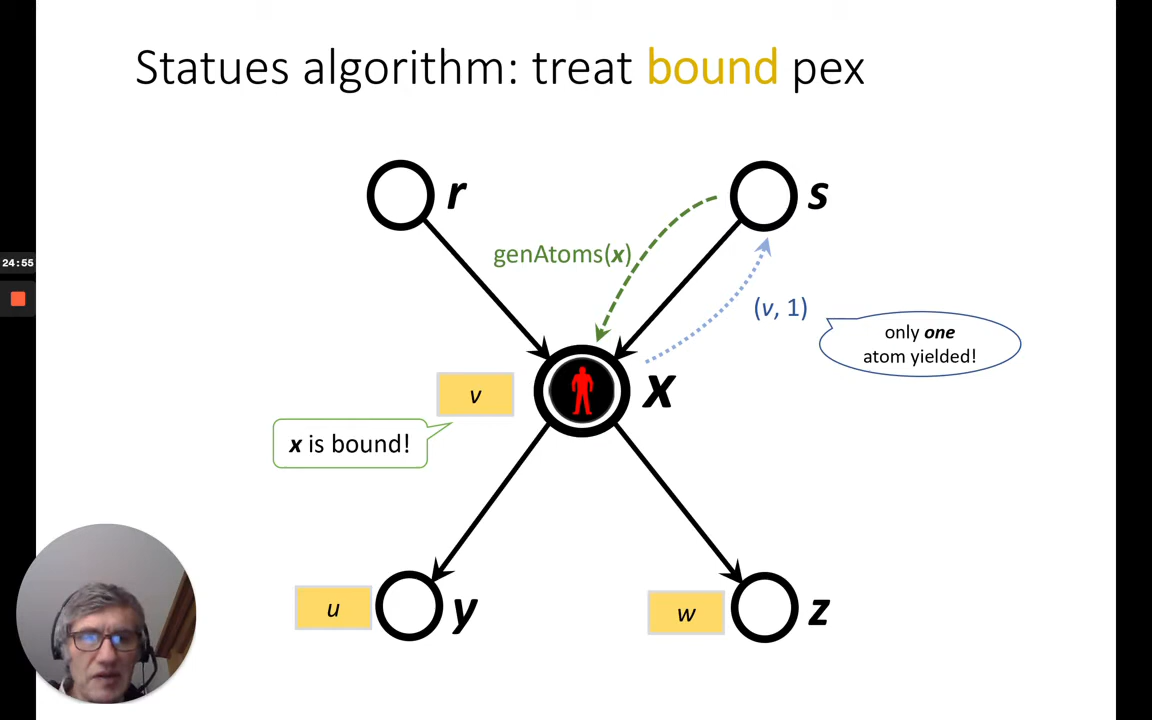 Statues algorithm: treat bound pex
r
s
genAtoms(x)
24:55
(v, 1)
only one
atom yielded!
v
x
x is bound!
u
y
w
z